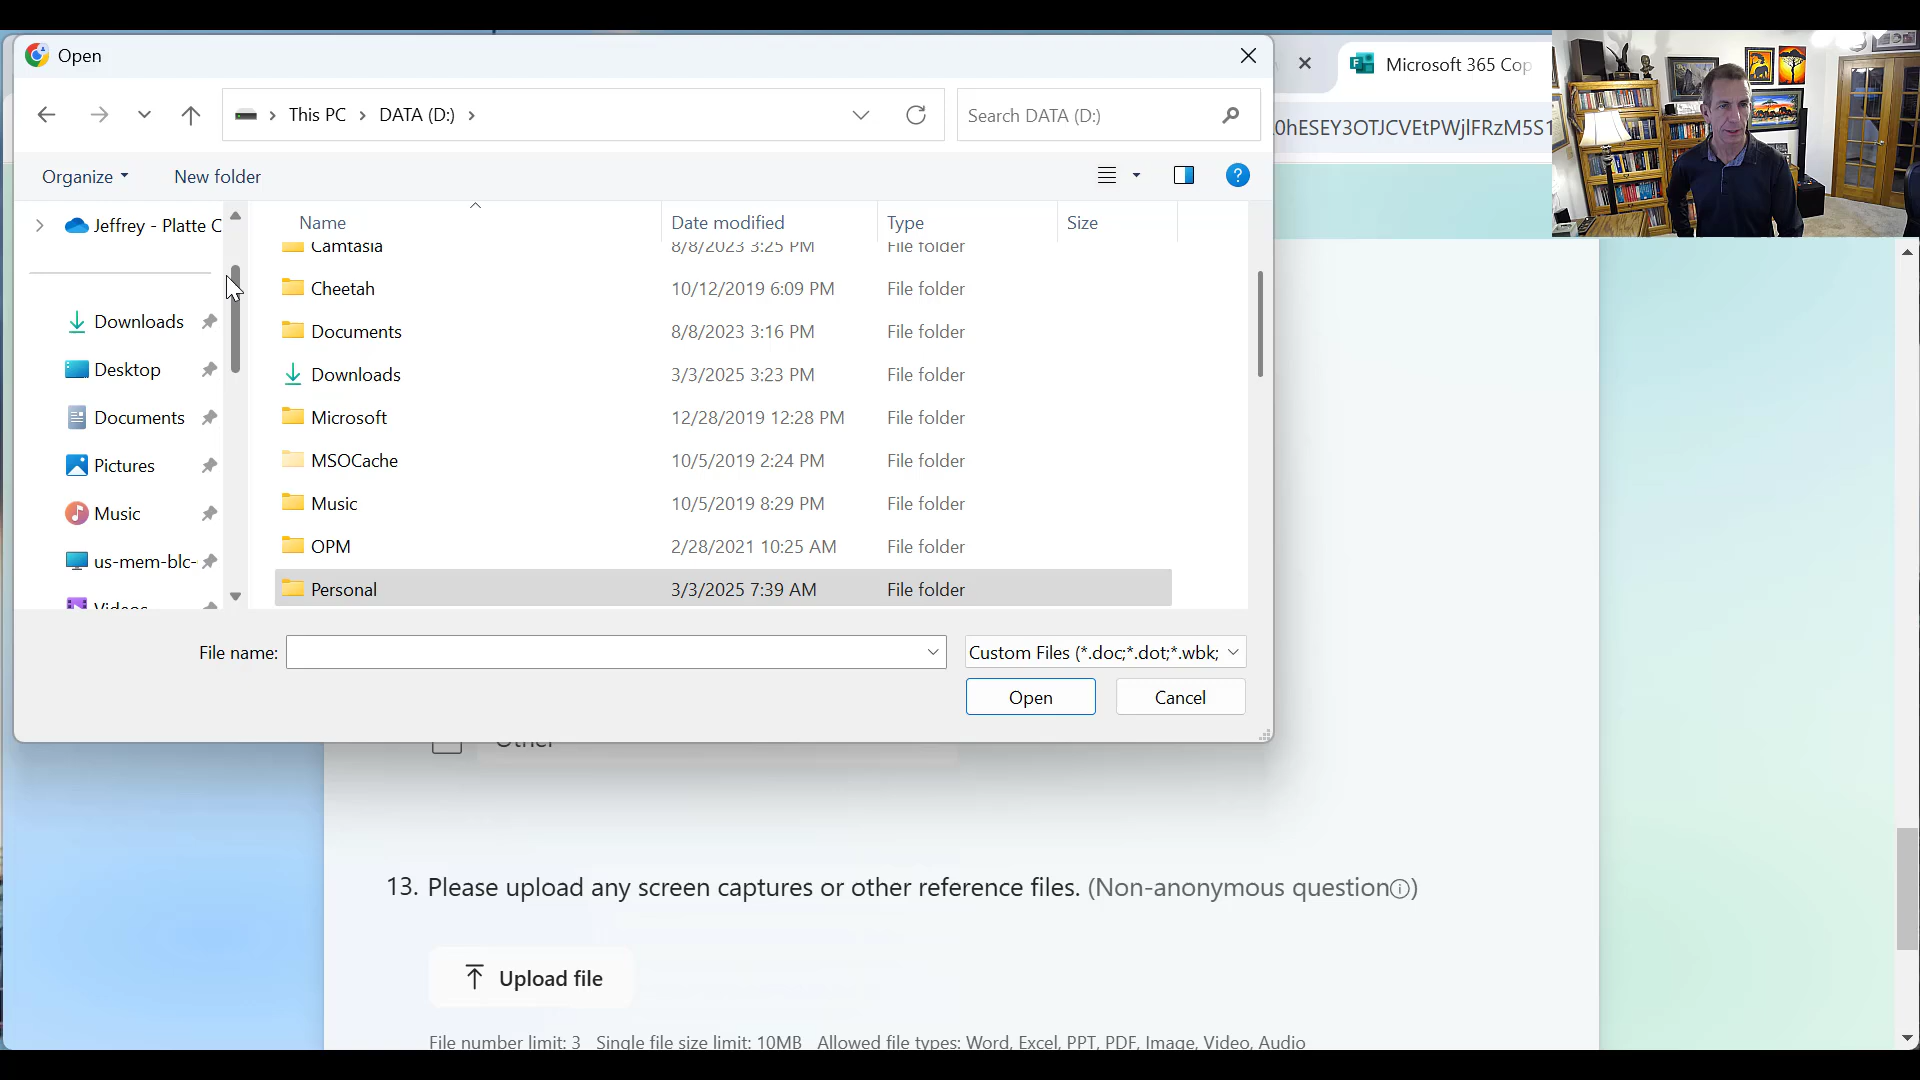 Open
This PC > DATA (D:) >
Search DATA (D:)
Microsoft 365 Cop
0hESEY3OTJCVEtPWjlFRzM5S1
Organize
New folder
Name
Date modified
Type
Size
Jeffrey - Platte C
Downloads
Desktop
Documents
Pictures
Music
us-mem-blc-
Videos
Camtasia 8/8/2023 3:25 PM File folder
Cheetah 10/12/2019 6:09 PM File folder
Documents 8/8/2023 3:16 PM File folder
Downloads 3/3/2025 3:23 PM File folder
Microsoft 12/28/2019 12:28 PM File folder
MSOCache 10/5/2019 2:24 PM File folder
Music 10/5/2019 8:29 PM File folder
OPM 2/28/2021 10:25 AM File folder
Personal 3/3/2025 7:39 AM File folder
File name:
Custom Files (*.doc;*.dot;*.wbk;
Open
Cancel
Other
13. Please upload any screen captures or other reference files. (Non-anonymous question)
Upload file
File number limit: 3 Single file size limit: 10MB Allowed file types: Word, Excel, PPT, PDF, Image, Video, Audio